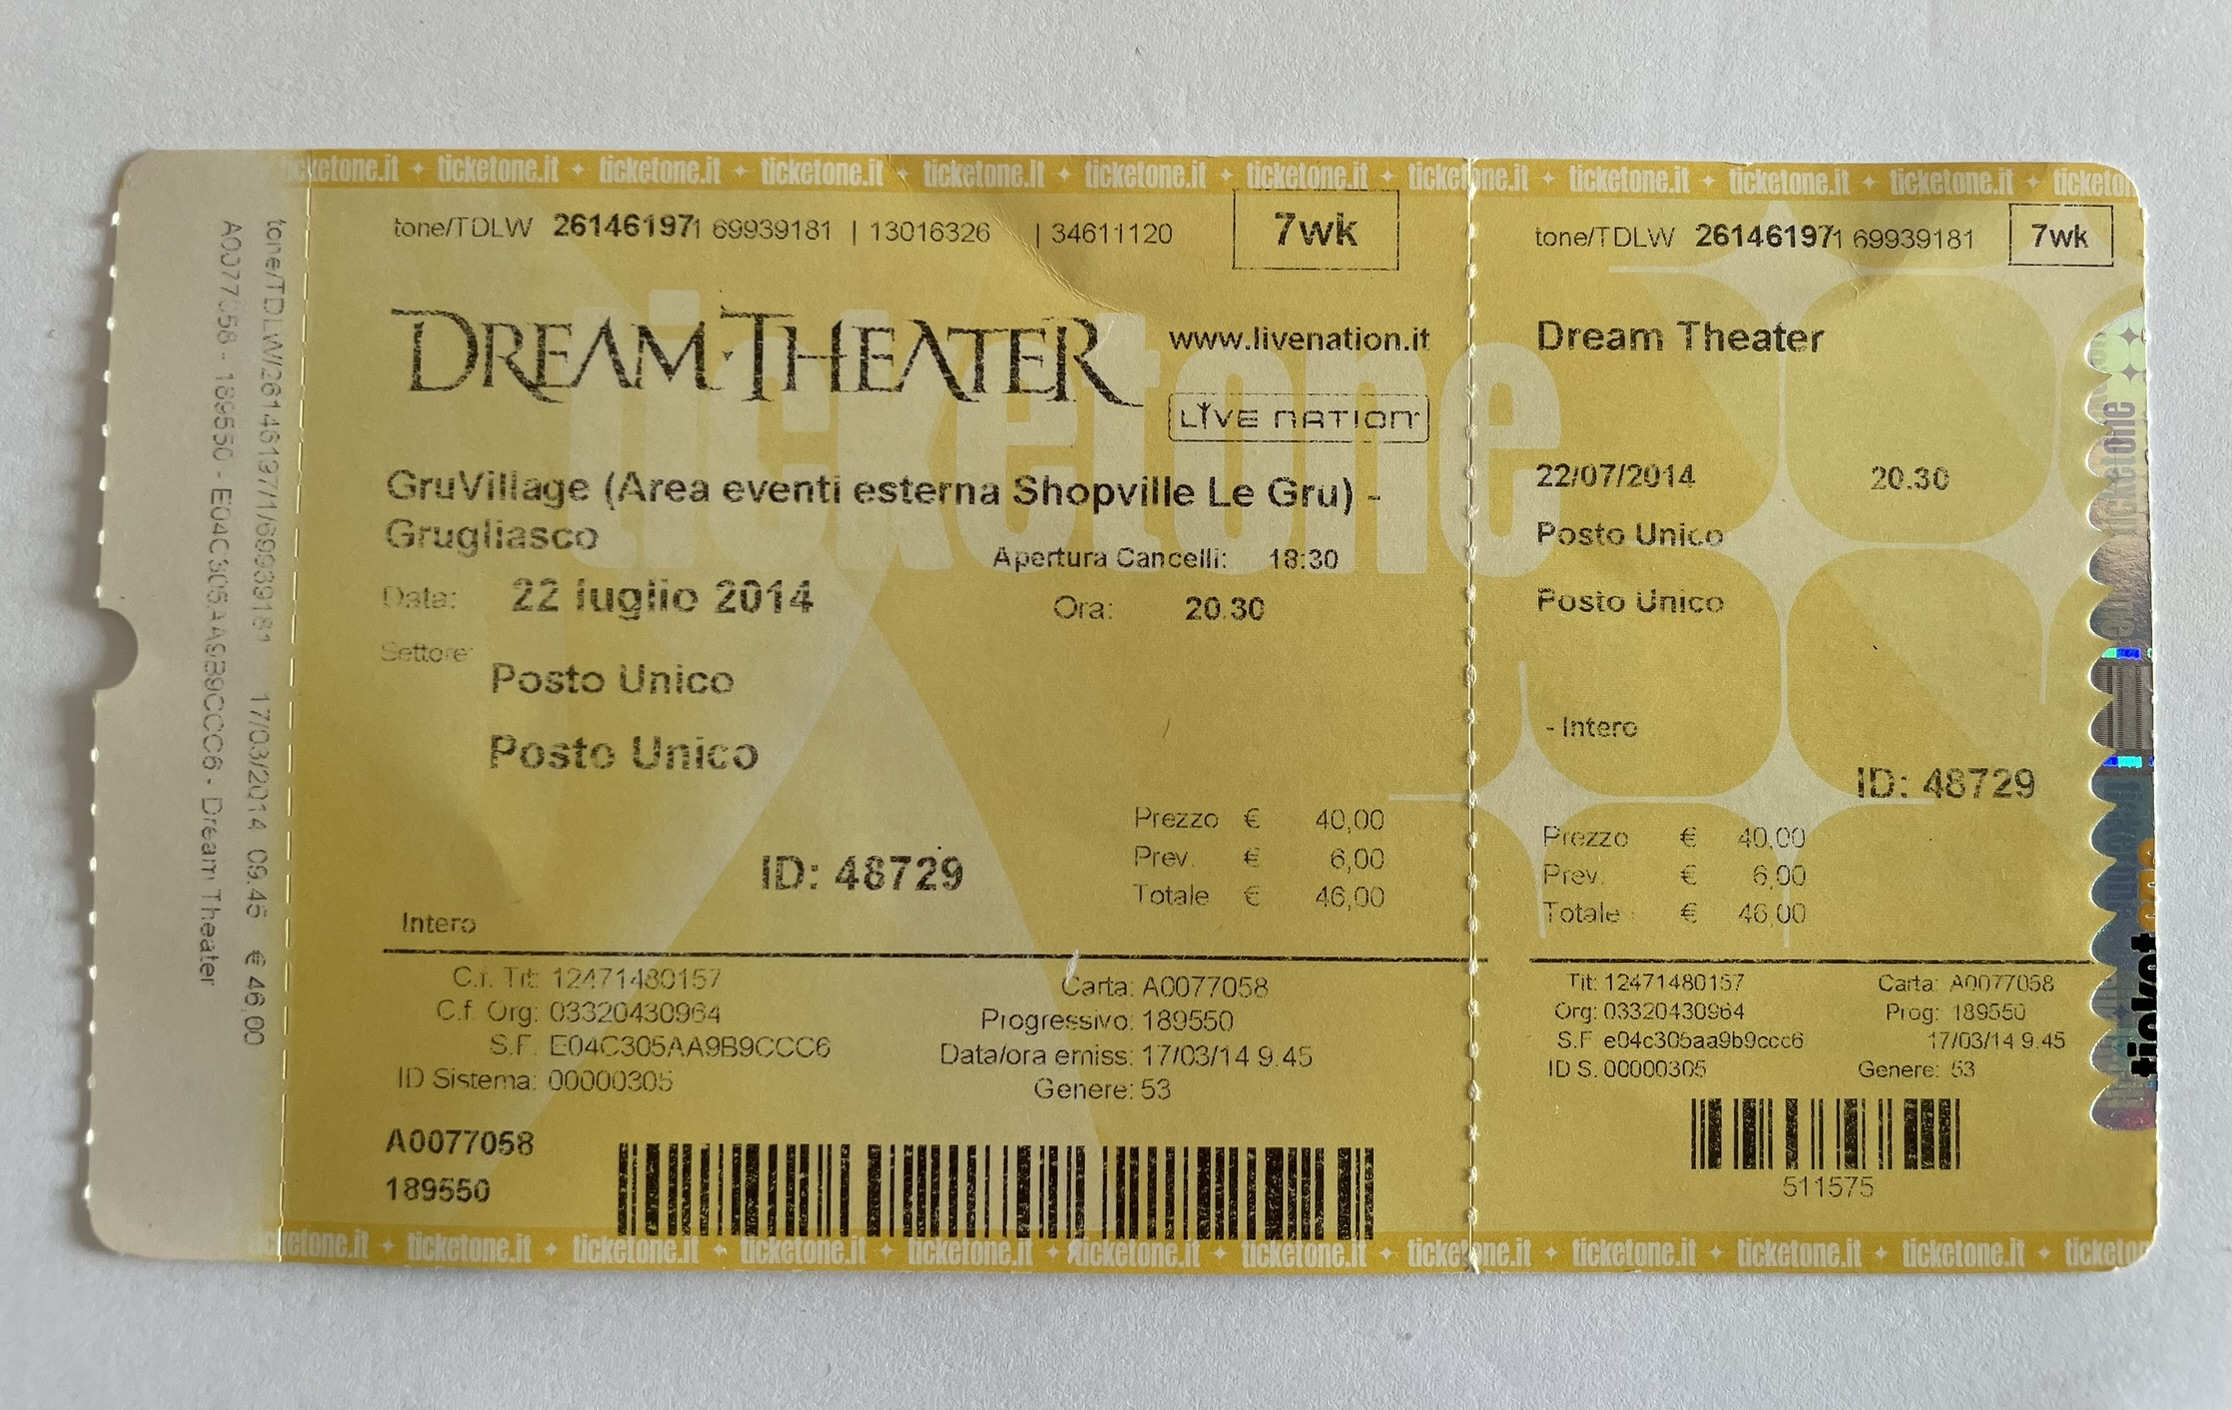 ticketone.it ✦ ticketone.it ✦ ticketone.it ✦ ticketone.it ✦ ticketone.it ✦ ticketone.it ✦ ticketone.it ✦ ticketone.it ✦ ticketone.it ✦ ticketone.it
tone/TDLW/26146197/1/69939181 17/03/2014 09.45 € 46,00
A0077058 - 189550 - E04C305AA9B9CCC6 - Dream Theater
tone/TDLW 26146197 1 69939181 | 13016326 | 34611120
7wk
DREAM THEATER
www.livenation.it
LIVE NATION
ticketone
GruVillage (Area eventi esterna Shopville Le Gru) -
Grugliasco
Apertura Cancelli: 18:30
Data: 22 luglio 2014
Ora: 20.30
Settore:
Posto Unico
Posto Unico
Prezzo € 40,00
Prev. € 6,00
Totale € 46,00
ID: 48729
Intero
C.f. Tit: 12471480157
C.f. Org: 03320430964
S.F. E04C305AA9B9CCC6
ID Sistema: 00000305
Carta: A0077058
Progressivo: 189550
Data/ora emiss: 17/03/14 9.45
Genere: 53
A0077058
189550
tone/TDLW 26146197 1 69939181
7wk
Dream Theater
22/07/2014 20.30
Posto Unico
Posto Unico
- Intero
ID: 48729
Prezzo € 40,00
Prev. € 6,00
Totale € 46,00
Tit: 12471480157 Carta: A0077058
Org: 03320430964 Prog: 189550
S.F. e04c305aa9b9ccc6 17/03/14 9.45
ID S. 00000305 Genere: 53
511575
ticketone
ticketone
ticketone.it ✦ ticketone.it ✦ ticketone.it ✦ ticketone.it ✦ ticketone.it ✦ ticketone.it ✦ ticketone.it ✦ ticketone.it ✦ ticketone.it ✦ ticketone.it